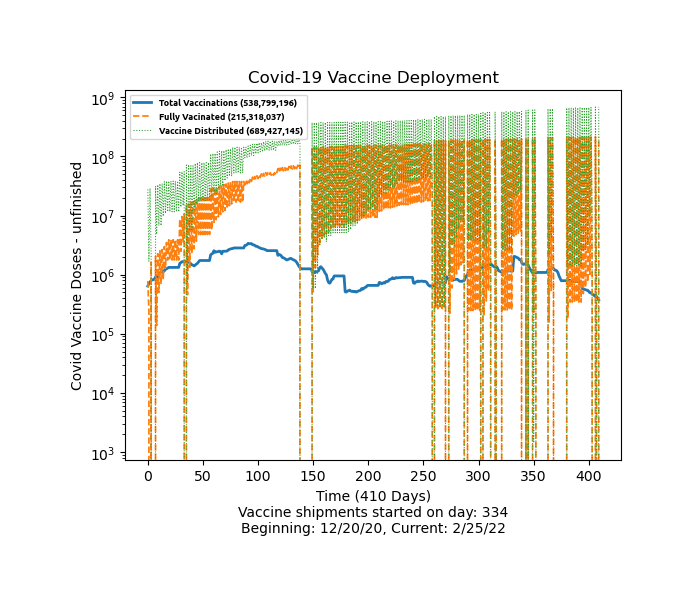 Covid-19 Vaccine Deployment
Total Vaccinations (538,799,196)
Fully Vacinated (215,318,037)
Vaccine Distributed (689,427,145)
Covid Vaccine Doses - unfinished
10⁹
10⁸
10⁷
10⁶
10⁵
10⁴
10³
0 50 100 150 200 250 300 350 400
Time (410 Days)
Vaccine shipments started on day: 334
Beginning: 12/20/20, Current: 2/25/22